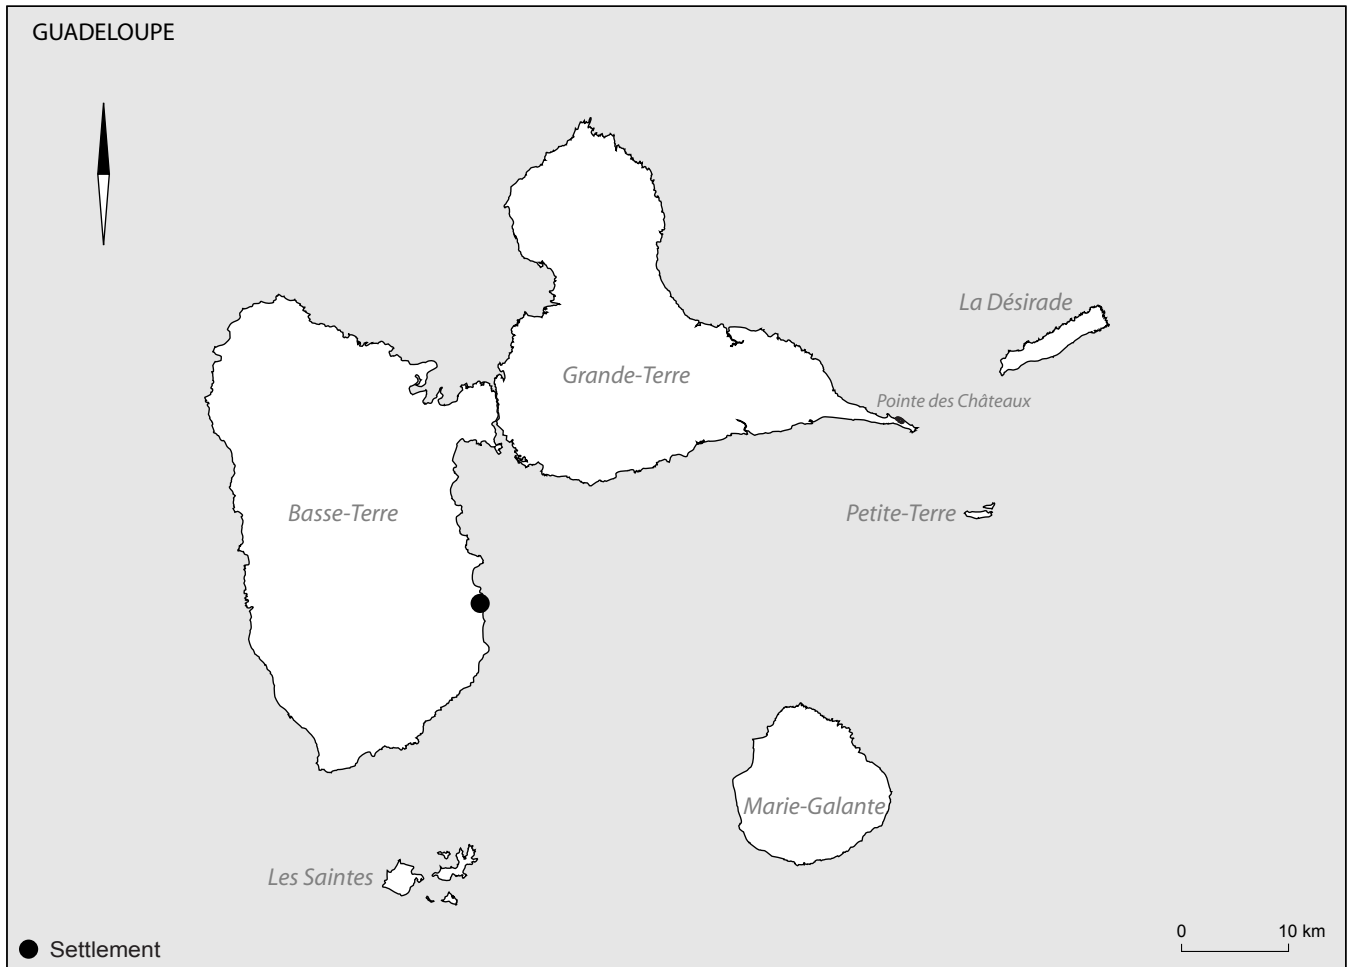 GUADELOUPE
La Désirade
Grande-Terre
Pointe des Châteaux
Basse-Terre
Petite-Terre
Marie-Galante
Les Saintes
Settlement
0 10 km